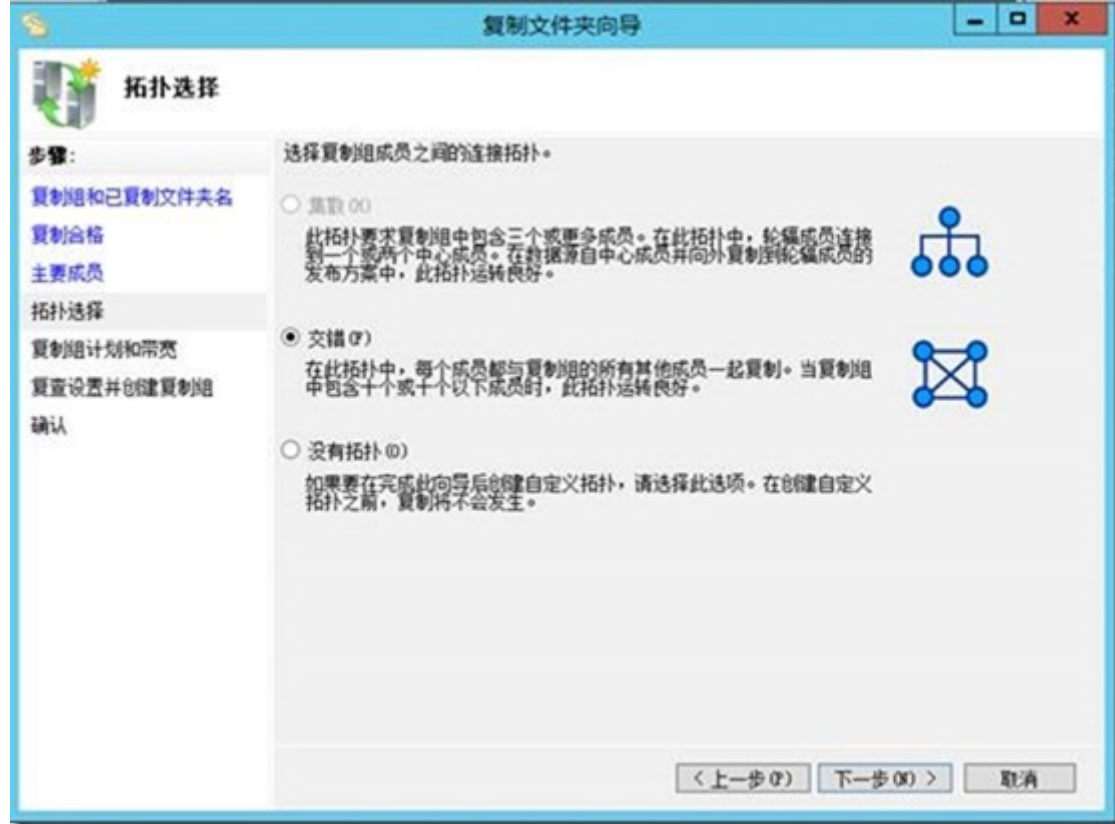 复制文件夹向导
拓扑选择
步骤:
复制组和已复制文件夹名
复制合格
主要成员
拓扑选择
复制组计划和带宽
复查设置并创建复制组
确认
选择复制组成员之间的连接拓扑。
集散(X)
此拓扑要求复制组中包含三个或更多成员。在此拓扑中，轮辐成员连接
到一个或两个中心成员。在数据源自中心成员并向外复制到轮辐成员的
发布方案中，此拓扑运转良好。
交错(F)
在此拓扑中，每个成员都与复制组的所有其他成员一起复制。当复制组
中包含十个或十个以下成员时，此拓扑运转良好。
没有拓扑(O)
如果要在完成此向导后创建自定义拓扑，请选择此选项。在创建自定义
拓扑之前，复制将不会发生。
<上一步(P)
下一步(N)>
取消